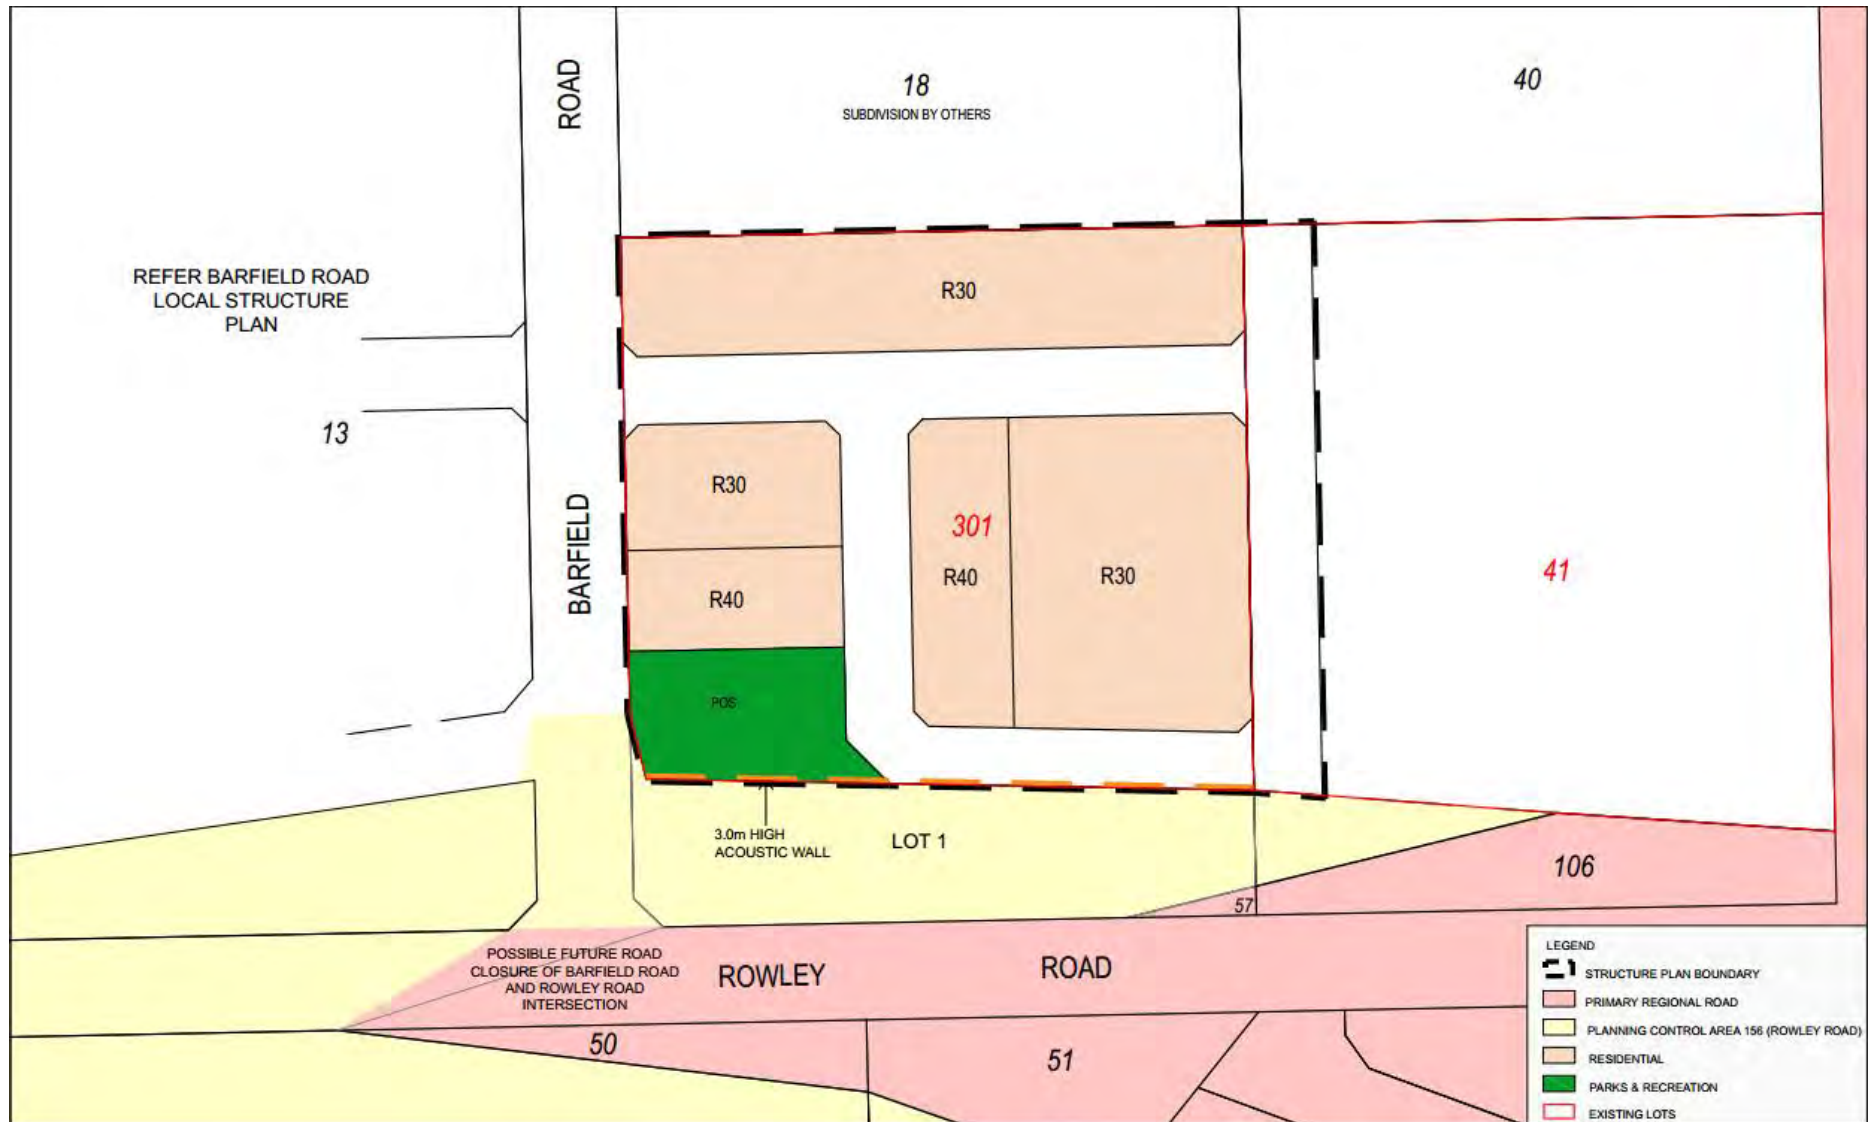 ROAD
18
SUBDIVISION BY OTHERS
40
REFER BARFIELD ROAD
LOCAL STRUCTURE
PLAN
R30
13
BARFIELD
R30
301
R40
R30
41
R40
POS
3.0m HIGH
ACOUSTIC WALL
LOT 1
106
57
POSSIBLE FUTURE ROAD
CLOSURE OF BARFIELD ROAD
AND ROWLEY ROAD
INTERSECTION
ROWLEY ROAD
50
51
LEGEND
STRUCTURE PLAN BOUNDARY
PRIMARY REGIONAL ROAD
PLANNING CONTROL AREA 156 (ROWLEY ROAD)
RESIDENTIAL
PARKS & RECREATION
EXISTING LOTS